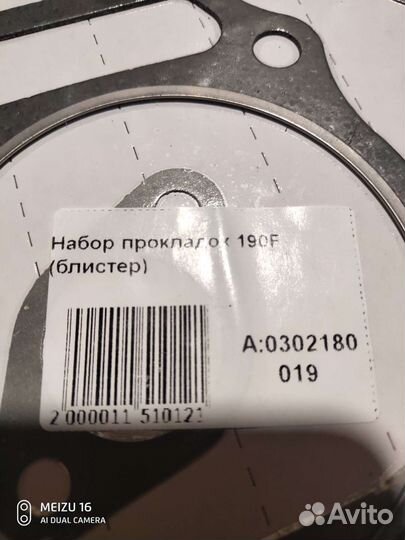 Набор прокладок 190F
(блистер)
A:0302180
019
2 000011 510121
MEIZU 16
AI DUAL CAMERA
Avito